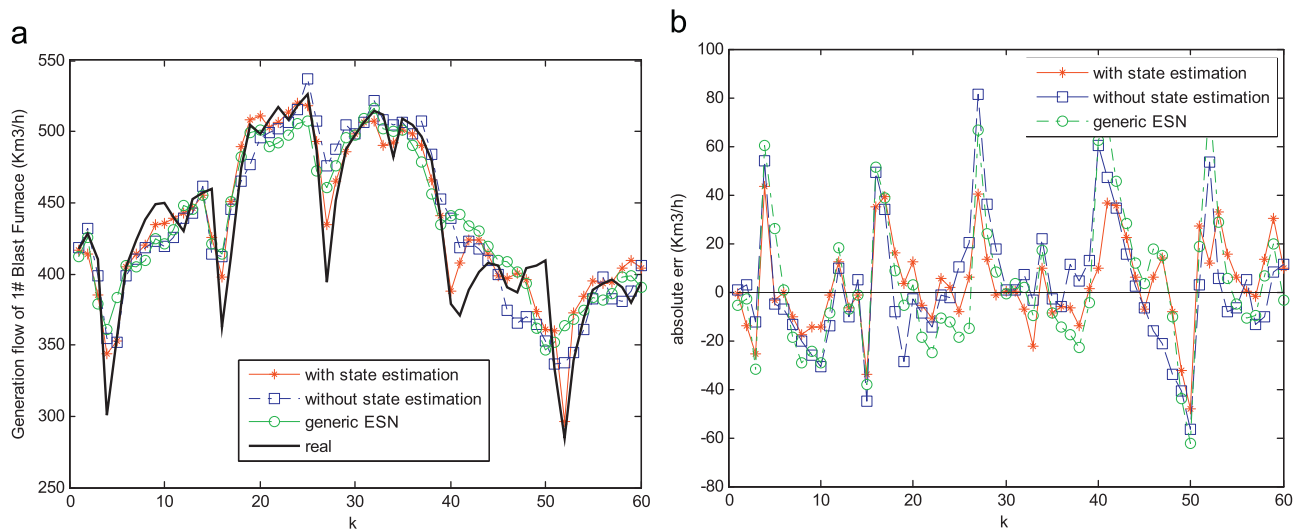 a
Generation flow of 1# Blast Furnace (Km3/h)
550
500
450
400
350
300
250
0
10
20
30
40
50
60
k
with state estimation
without state estimation
generic ESN
real
b
absolute err (Km3/h)
100
80
60
40
20
0
-20
-40
-60
-80
0
10
20
30
40
50
60
k
with state estimation
without state estimation
generic ESN